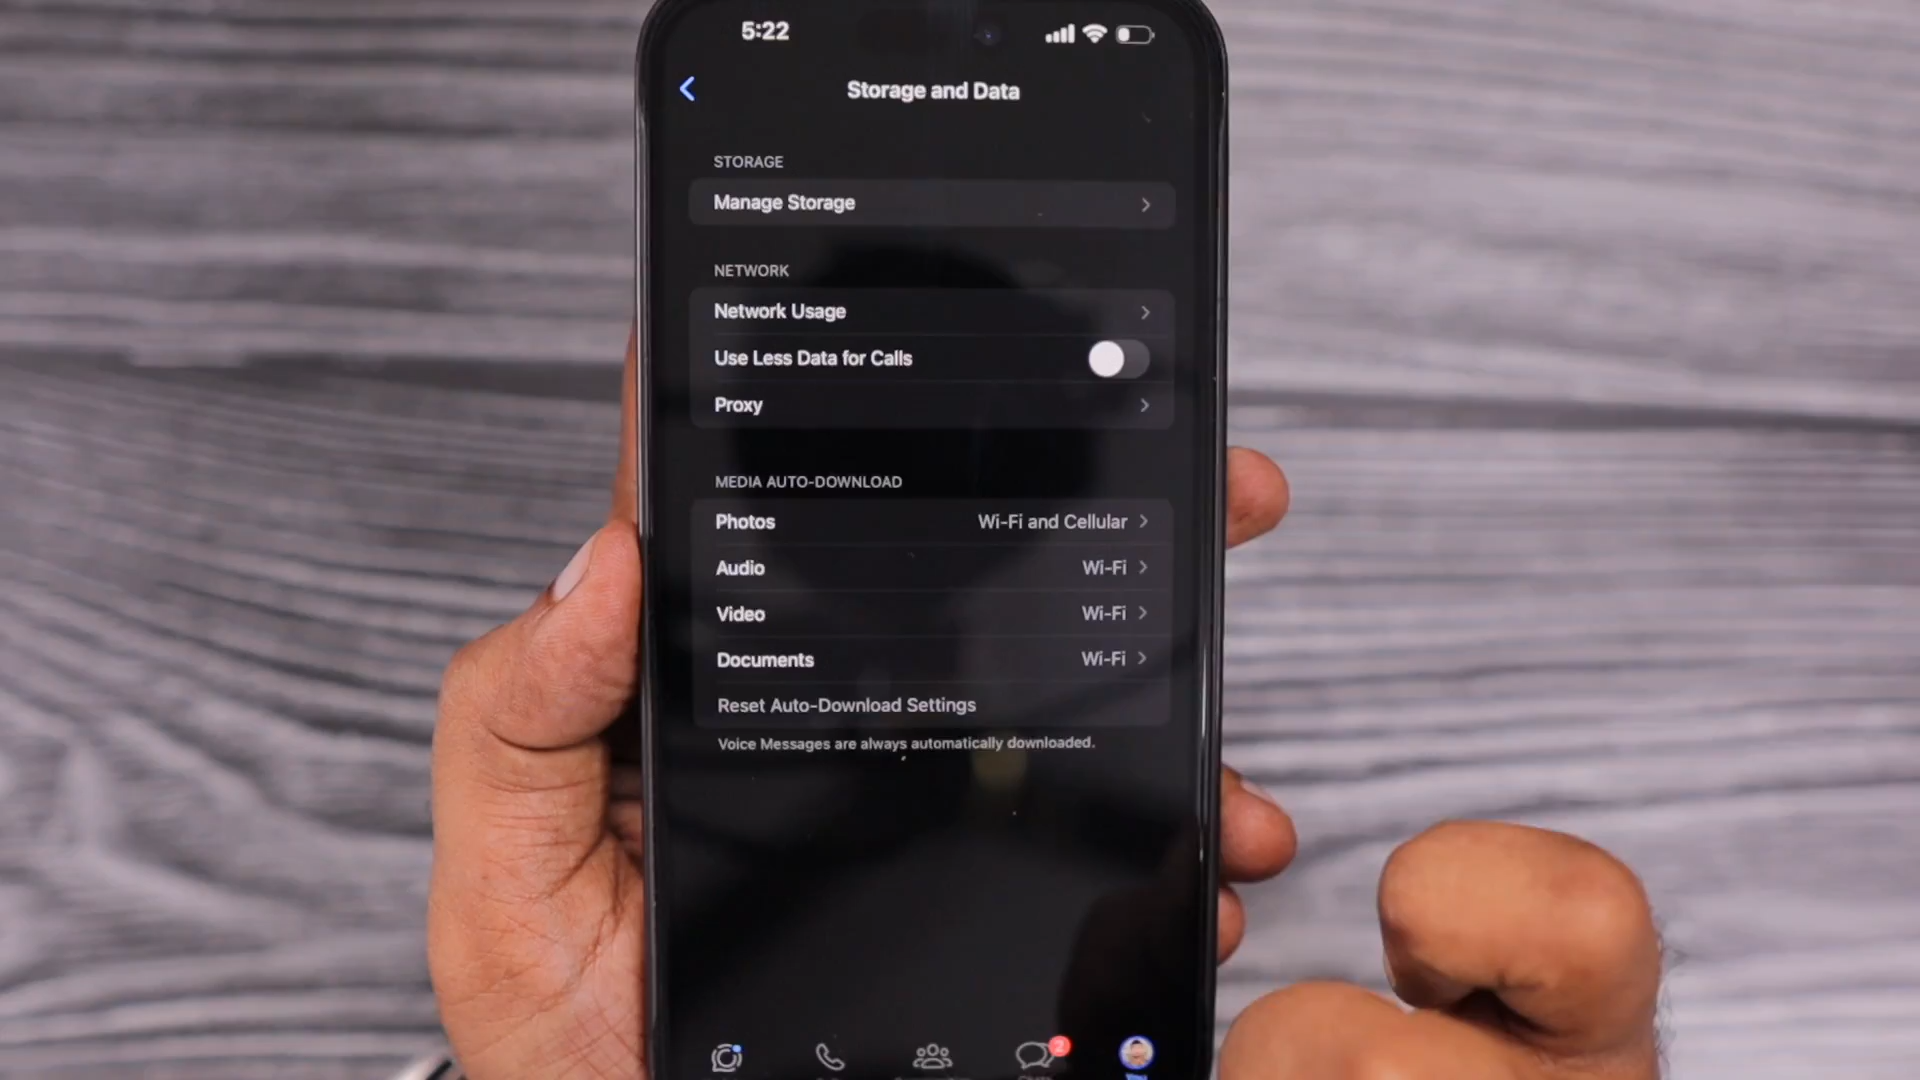 5:22
Storage and Data
STORAGE
Manage Storage
NETWORK
Network Usage
Use Less Data for Calls
Proxy
MEDIA AUTO-DOWNLOAD
Photos Wi-Fi and Cellular
Audio Wi-Fi
Video Wi-Fi
Documents Wi-Fi
Reset Auto-Download Settings
Voice Messages are always automatically downloaded.
2